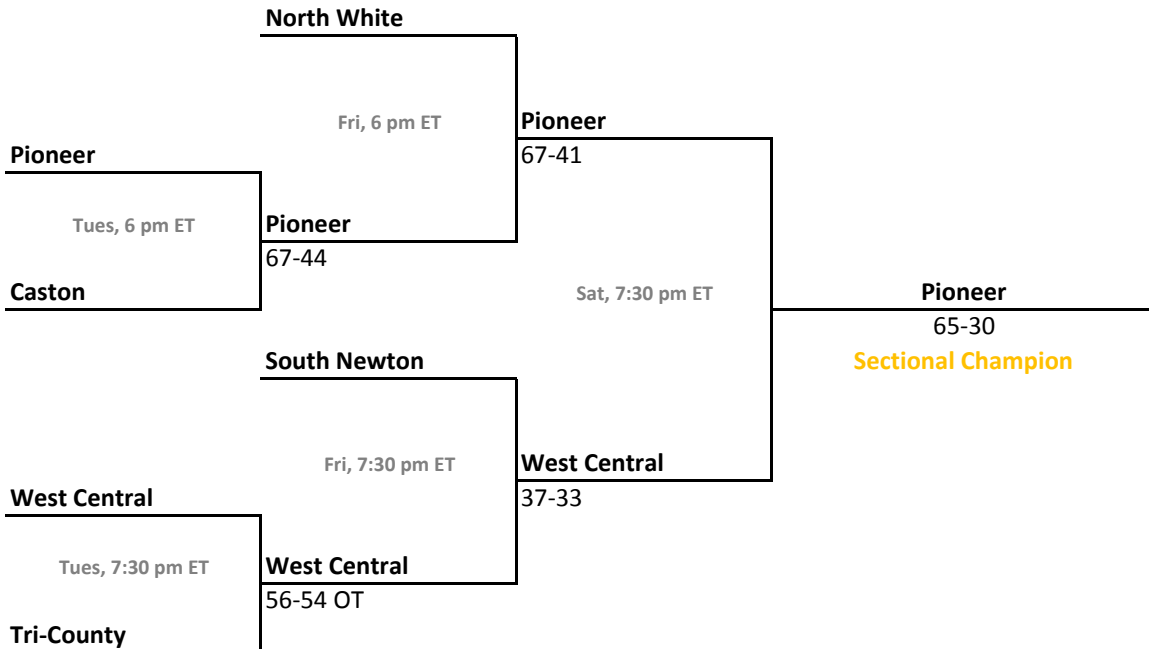 North White
Fri, 6 pm ET
Pioneer
67-41
Pioneer
Tues, 6 pm ET
Pioneer
67-44
Caston
Sat, 7:30 pm ET
Pioneer
65-30
Sectional Champion
South Newton
Fri, 7:30 pm ET
West Central
37-33
West Central
Tues, 7:30 pm ET
West Central
56-54 OT
Tri-County